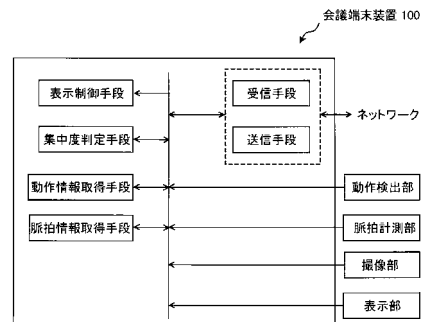 会議端末装置 100
表示制御手段
受信手段
ネットワーク
集中度判定手段
送信手段
動作情報取得手段
動作検出部
脈拍情報取得手段
脈拍計測部
撮像部
表示部